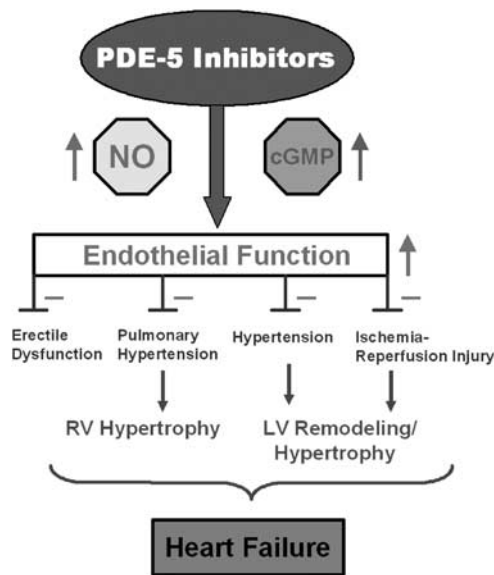 PDE-5 Inhibitors
NO
cGMP
Endothelial Function
Erectile
Dysfunction
Pulmonary
Hypertension
Hypertension
Ischemia-
Reperfusion Injury
RV Hypertrophy
LV Remodeling/
Hypertrophy
Heart Failure